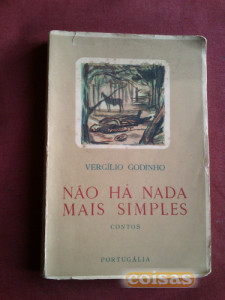 VERGÍLIO GODINHO
NÃO HÁ NADA
MAIS SIMPLES
CONTOS
PORTUGÁLIA
coisas